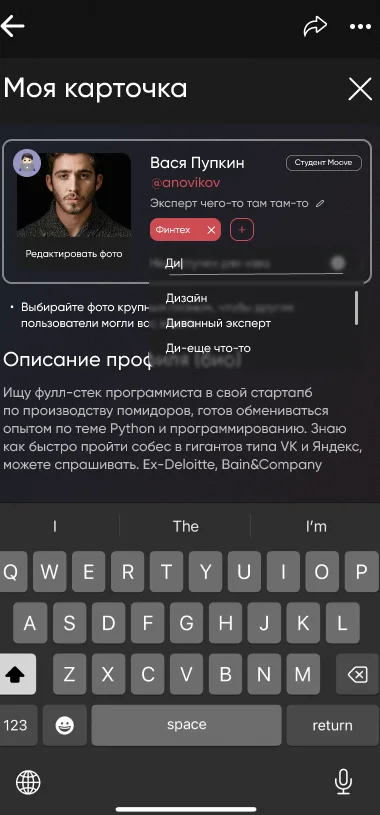 Моя карточка
Вася Пупкин
Студент Moove
@anovikov
Эксперт чего-то там там-то
Финтех
Редактировать фото
Ди
Дизайн
Диванный эксперт
Ди-еще что-то
• Выбирайте фото
пользователи могли
Описание
Ищу фулл-стек программиста в свой стартапб
по производству помидоров, готов обмениваться
опытом по теме Python и программированию. Знаю
как быстро пройти собес в гигантов типа VK и Яндекс,
можете спрашивать. Ex-Deloitte, Bain&Company
I The I'm
Q W E R T Y U I O P
A S D F G H J K L
Z X C V B N M
123 space return